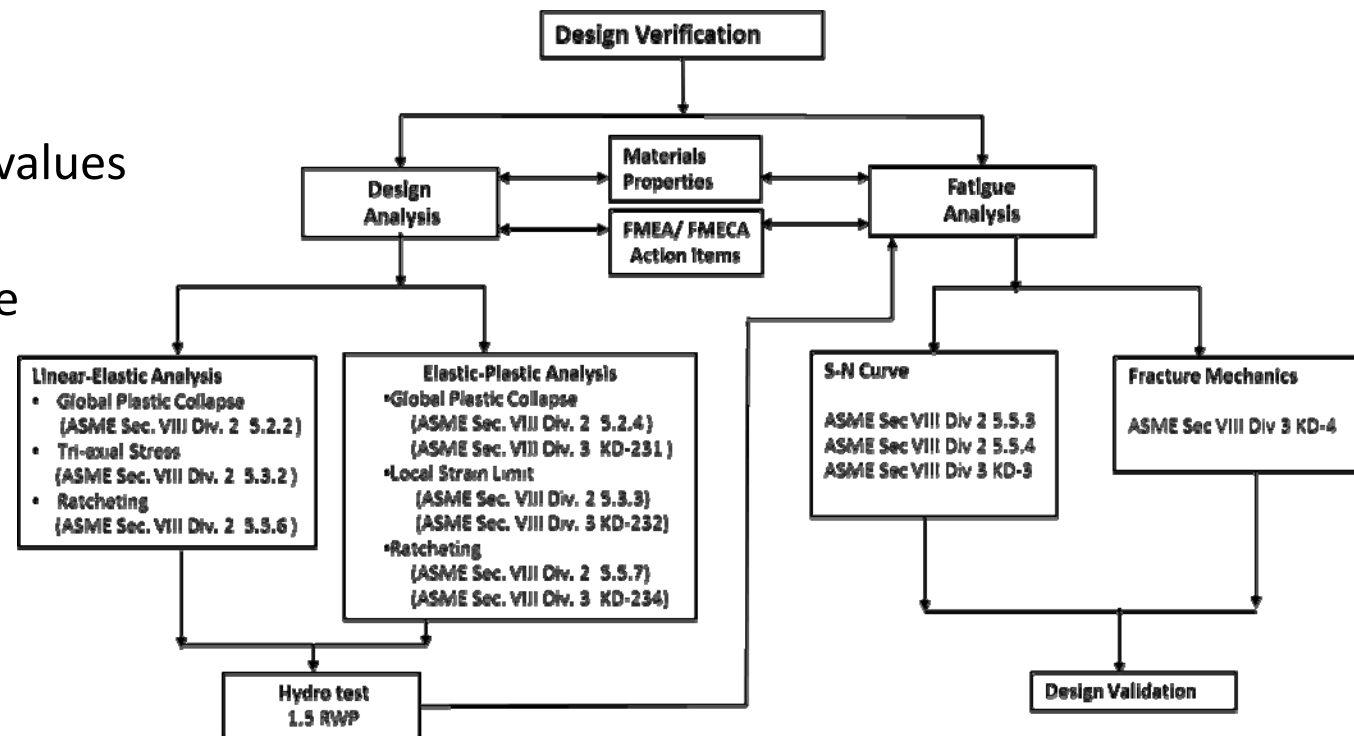 Design Verification
values
e
Design
Analysis
Materials
Properties
FMEA/ FMECA
Action Items
Fatigue
Analysis
Linear-Elastic Analysis
• Global Plastic Collapse
(ASME Sec. VIII Div. 2 5.2.2)
• Tri-axual Stress
(ASME Sec. VIII Div. 2 5.3.2)
• Ratcheting
(ASME Sec. VIII Div. 2 5.5.6)
Elastic-Plastic Analysis
•Global Plastic Collapse
(ASME Sec. VIII Div. 2 5.2.4)
(ASME Sec. VIII Div. 3 KD-231)
•Local Strain Limit
(ASME Sec. VIII Div. 2 5.3.3)
(ASME Sec. VIII Div. 3 KD-232)
•Ratcheting
(ASME Sec. VIII Div. 2 5.5.7)
(ASME Sec. VIII Div. 3 KD-234)
S-N Curve
ASME Sec VIII Div 2 5.5.3
ASME Sec VIII Div 2 5.5.4
ASME Sec VIII Div 3 KD-3
Fracture Mechanics
ASME Sec VIII Div 3 KD-4
Hydro test
1.5 RWP
Design Validation